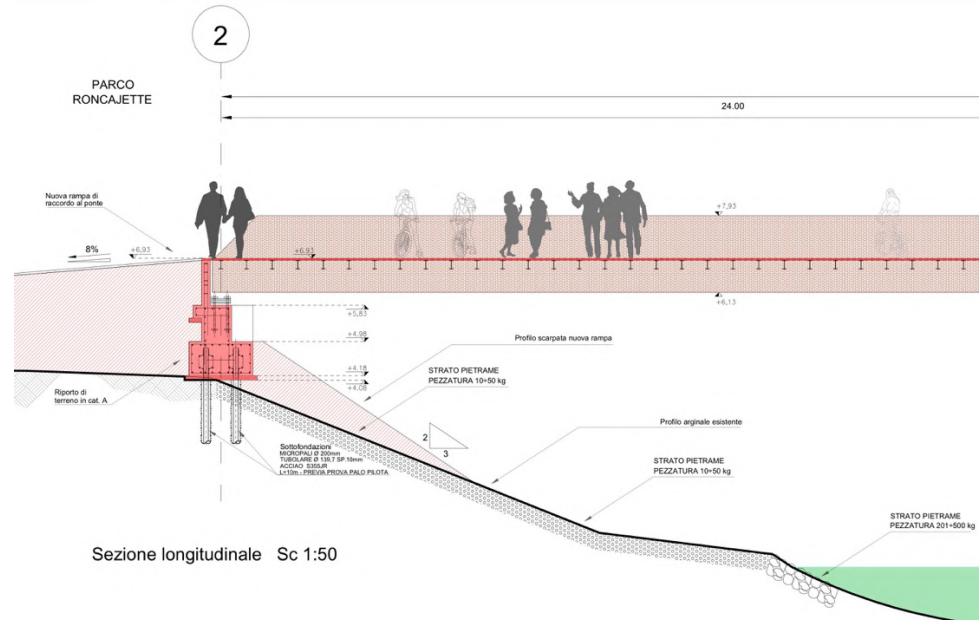 2
PARCO
RONCAJETTE
24.00
Nuova rampa di
raccordo al ponte
+7,93
8%
+6,93
+6,93
+6,13
+5,83
+4,98
Profilo scarpata nuova rampa
STRATO PIETRAME
PEZZATURA 10÷50 kg
+4,18
+4,08
Riporto di
terreno in cat. A
2
3
Profilo arginale esistente
Sottofondazioni
MICROPALI Ø 200mm
TUBOLARE Ø 139,7 SP.10mm
ACCIAO S355JR
L=10m - PREVIA PROVA PALO PILOTA
STRATO PIETRAME
PEZZATURA 10÷50 kg
STRATO PIETRAME
PEZZATURA 201÷500 kg
Sezione longitudinale Sc 1:50